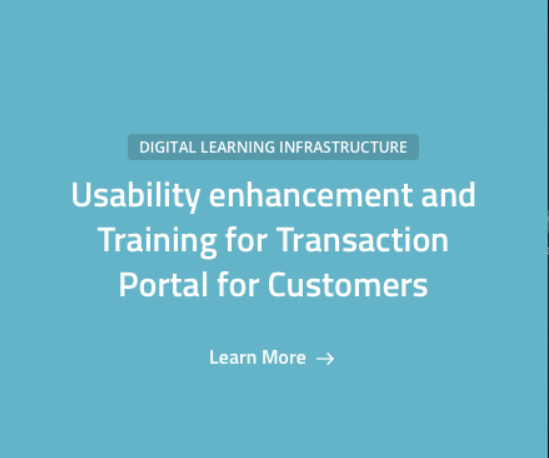 DIGITAL LEARNING INFRASTRUCTURE
Usability enhancement and
Training for Transaction
Portal for Customers
Learn More →